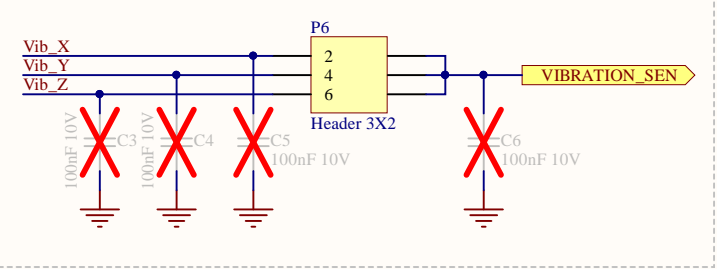 P6
Vib_X
Vib_Y
Vib_Z
2
4
6
VIBRATION_SEN
Header 3X2
C3
100nF 10V
C4
100nF 10V
C5
100nF 10V
C6
100nF 10V